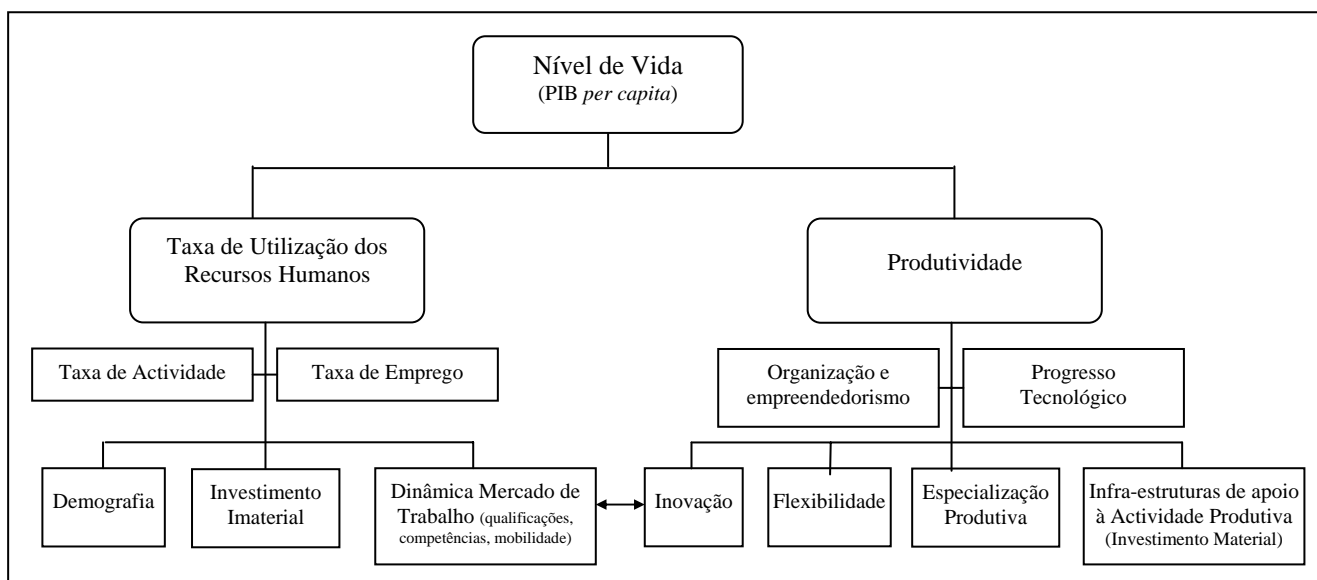 Nível de Vida
(PIB per capita)
Taxa de Utilização dos
Recursos Humanos
Produtividade
Taxa de Actividade
Taxa de Emprego
Organização e
empreendedorismo
Progresso
Tecnológico
Demografia
Investimento
Imaterial
Dinâmica Mercado de
Trabalho (qualificações,
competências, mobilidade)
Inovação
Flexibilidade
Especialização
Produtiva
Infra-estruturas de apoio
à Actividade Produtiva
(Investimento Material)